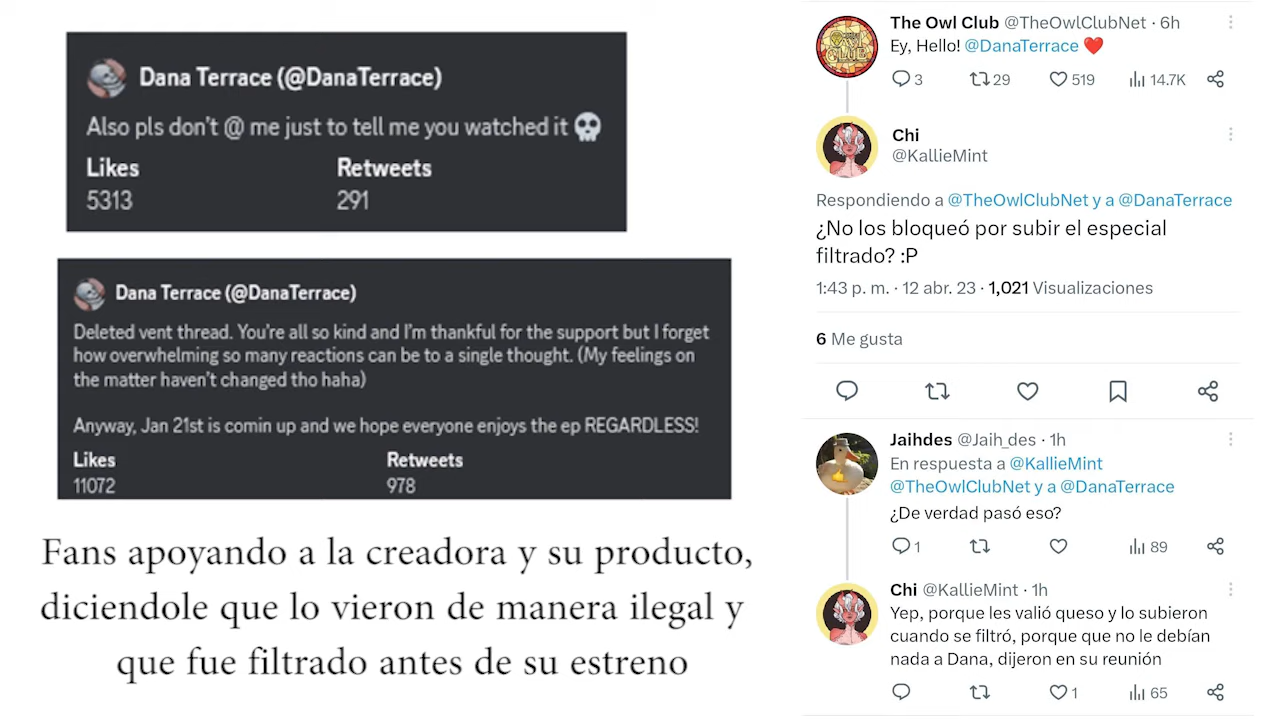 Dana Terrace (@DanaTerrace)
Also pls don't @ me just to tell me you watched it 💀
Likes
Retweets
5313
291
Dana Terrace (@DanaTerrace)
Deleted vent thread. You're all so kind and I'm thankful for the support but I forget
how overwhelming so many reactions can be to a single thought. (My feelings on
the matter haven't changed tho haha)
Anyway, Jan 21st is comin up and we hope everyone enjoys the ep REGARDLESS!
Likes
Retweets
11072
978
Fans apoyando a la creadora y su producto,
diciendole que lo vieron de manera ilegal y
que fue filtrado antes de su estreno
The Owl Club @TheOwlClubNet · 6h
Ey, Hello! @DanaTerrace ❤️
3 29 519 14.7K
Chi
@KallieMint
Respondiendo a @TheOwlClubNet y a @DanaTerrace
¿No los bloqueó por subir el especial
filtrado? :P
1:43 p. m. · 12 abr. 23 · 1,021 Visualizaciones
6 Me gusta
Jaihdes @Jaih_des · 1h
En respuesta a @KallieMint
@TheOwlClubNet y a @DanaTerrace
¿De verdad pasó eso?
1 89
Chi @KallieMint · 1h
Yep, porque les valió queso y lo subieron
cuando se filtró, porque que no le debían
nada a Dana, dijeron en su reunión
1 65